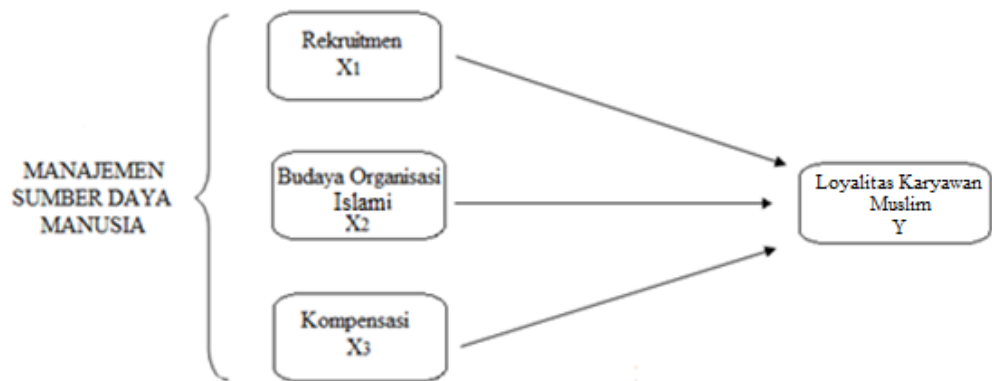 MANAJEMEN
SUMBER DAYA
MANUSIA
Rekruitmen
X1
Budaya Organisasi
Islami
X2
Kompensasi
X3
Loyalitas Karyawan
Muslim
Y